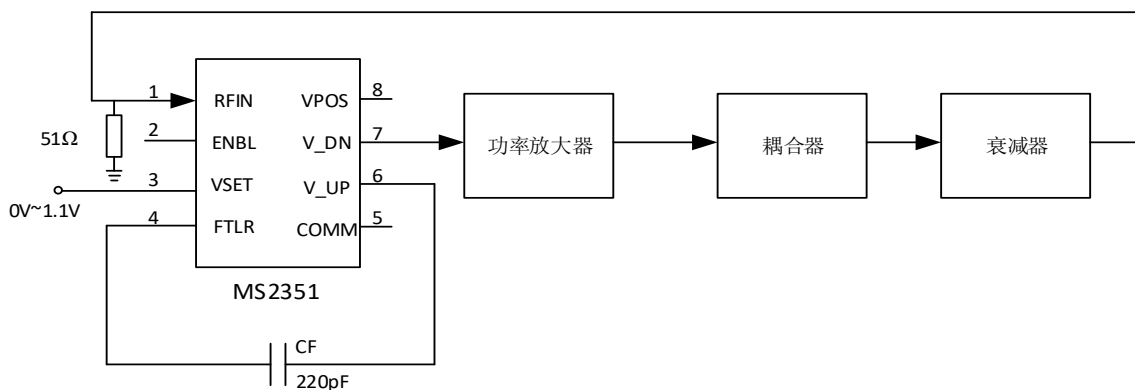 1
RFIN
VPOS
8
51Ω
2
ENBL
V_DN
7
功率放大器
耦合器
衰减器
3
VSET
V_UP
6
0V~1.1V
4
FTLR
COMM
5
MS2351
CF
220pF